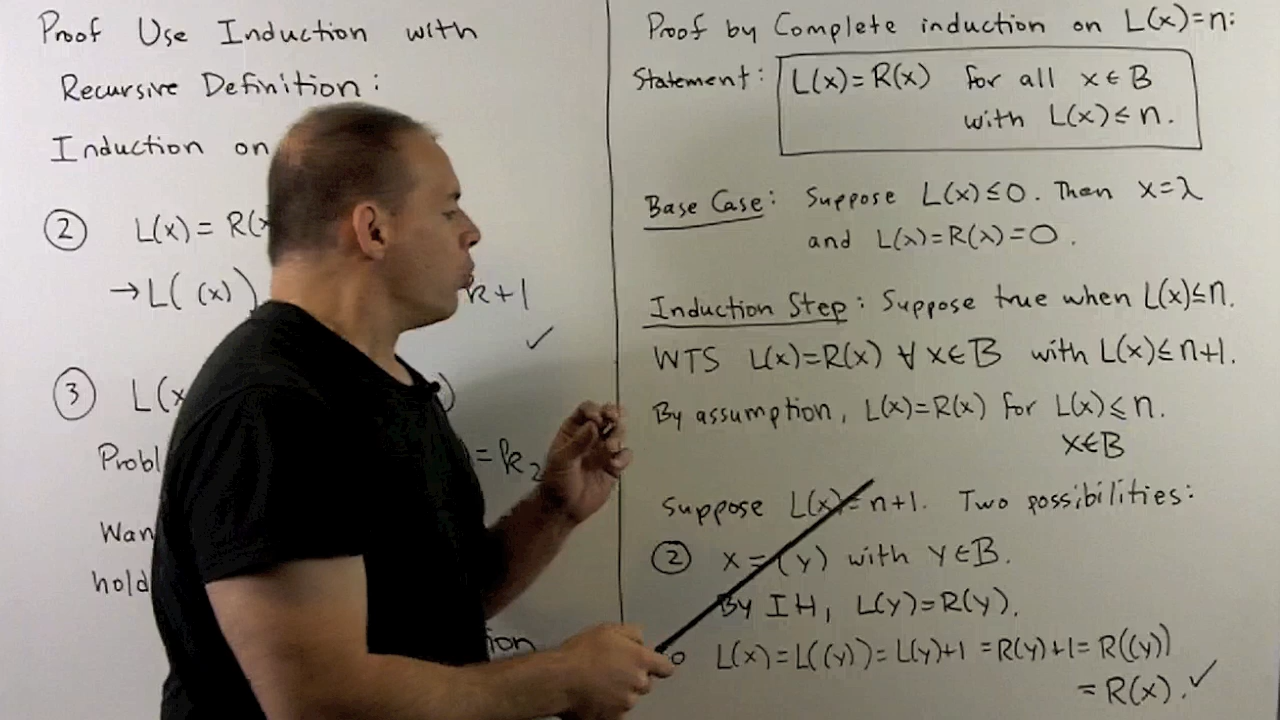 Proof Use Induction with
Recursive Definition:
Induction on
② L(x) = R(x
→ L( (x) ) k+1
✓
③ L(x )
Probl = k₂
Wan
hold ion
Proof by Complete induction on L(x)=n:
Statement: L(x)=R(x) for all x∈B
with L(x)≤n.
Base Case: Suppose L(x)≤0. Then x=λ
and L(λ)=R(λ)=0.
Induction Step: Suppose true when L(x)≤n.
WTS L(x)=R(x) ∀ x∈B with L(x)≤n+1.
By assumption, L(x)=R(x) for L(x)≤n.
x∈B
Suppose L(x)=n+1. Two possibilities:
② x=(y) with y∈B.
By IH, L(y)=R(y).
L(x)=L((y))=L(y)+1 =R(y)+1=R((y))
=R(x). ✓